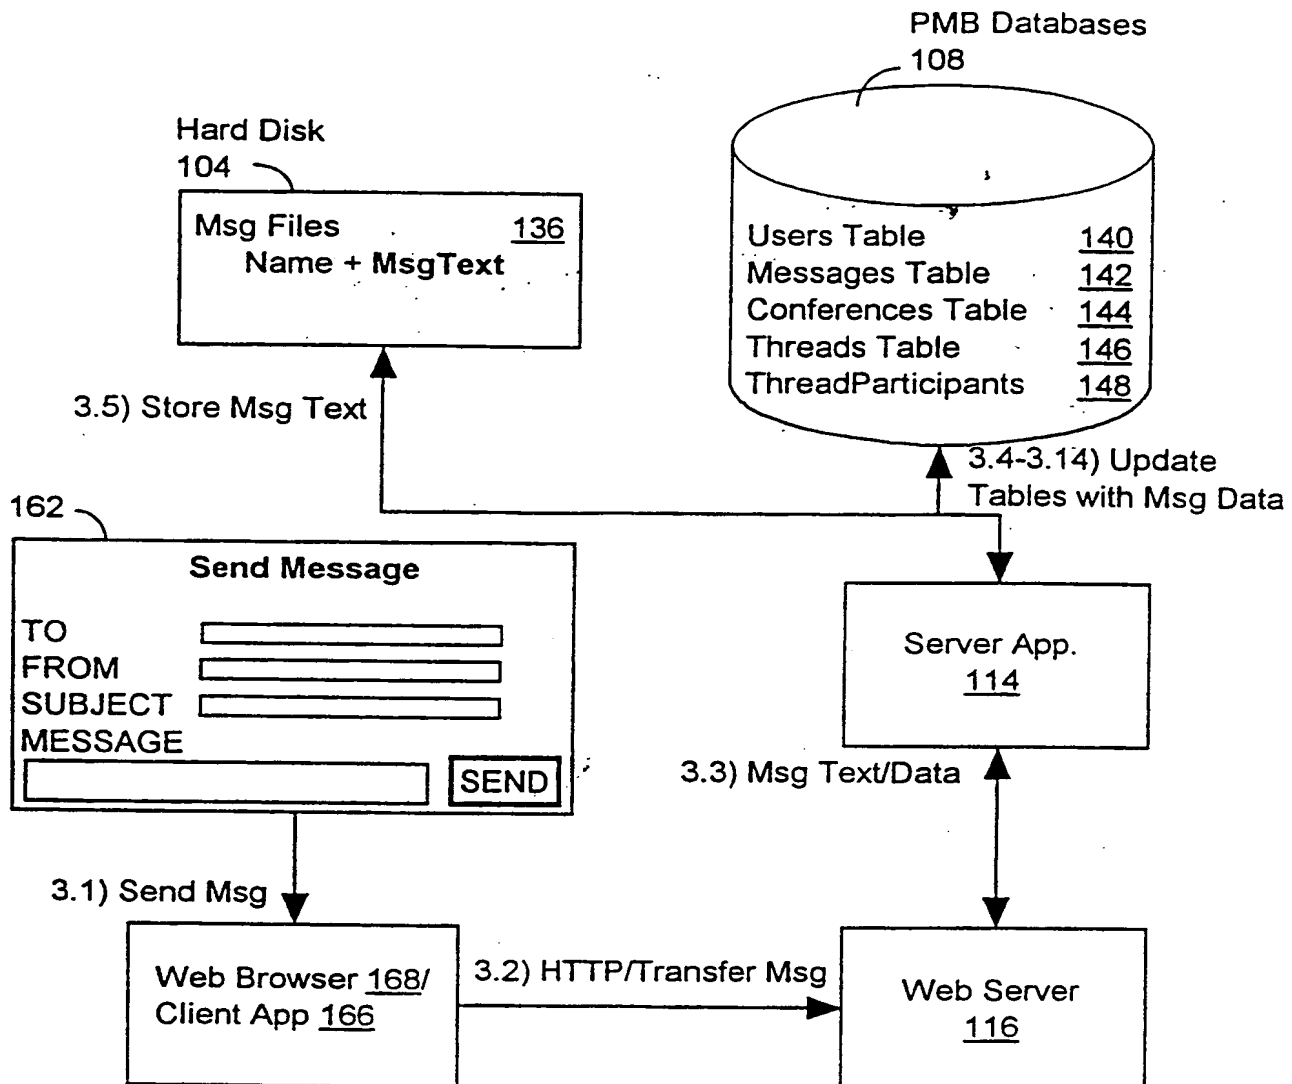 PMB Databases
108
Hard Disk
104
Msg Files 136
Name + MsgText
Users Table 140
Messages Table 142
Conferences Table 144
Threads Table 146
ThreadParticipants 148
3.5) Store Msg Text
3.4-3.14) Update
Tables with Msg Data
162
Send Message
TO
FROM
SUBJECT
MESSAGE
SEND
Server App.
114
3.3) Msg Text/Data
3.1) Send Msg
Web Browser 168/
Client App 166
3.2) HTTP/Transfer Msg
Web Server
116